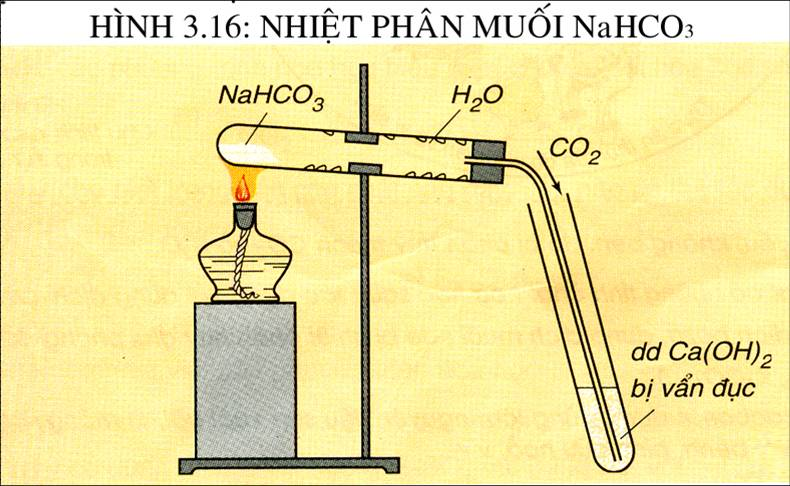 HÌNH 3.16: NHIỆT PHÂN MUỐI NaHCO₃
NaHCO₃
H₂O
CO₂
dd Ca(OH)₂
bị vẩn đục